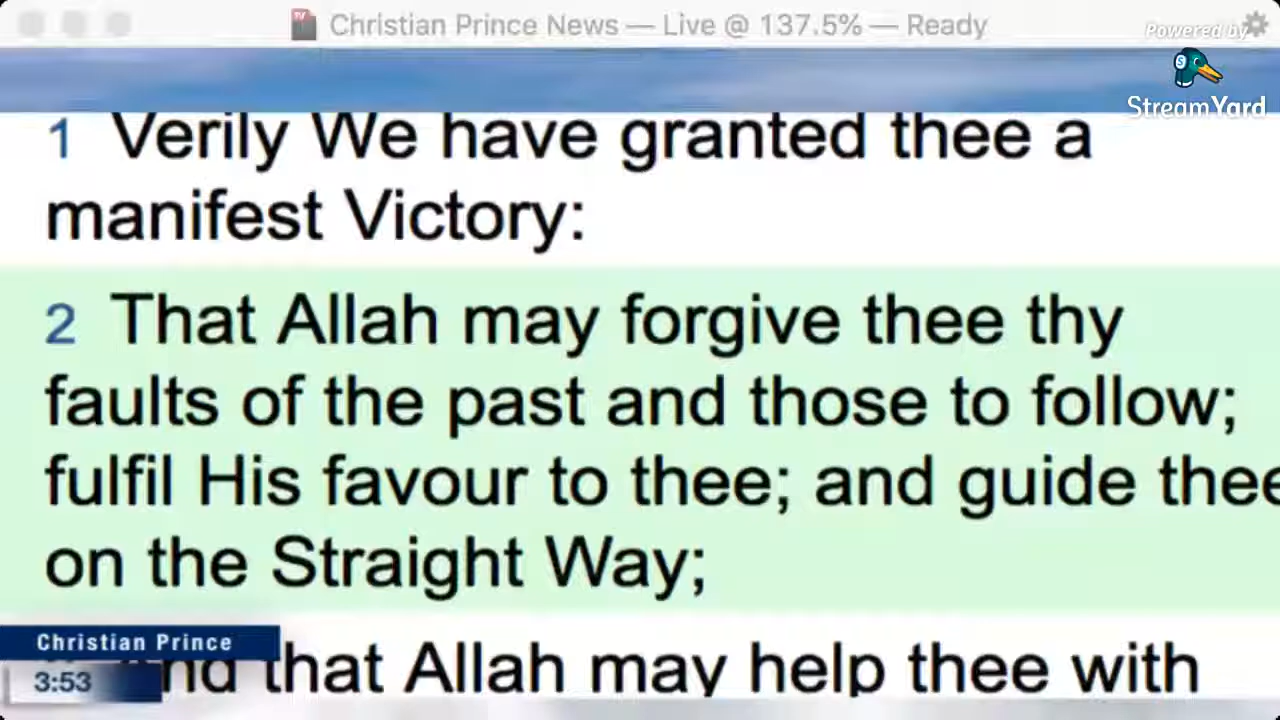 Christian Prince News — Live @ 137.5% — Ready
Powered by
StreamYard
1 Verily We have granted thee a
manifest Victory:
2 That Allah may forgive thee thy
faults of the past and those to follow;
fulfil His favour to thee; and guide thee
on the Straight Way;
Christian Prince
And that Allah may help thee with
3:53